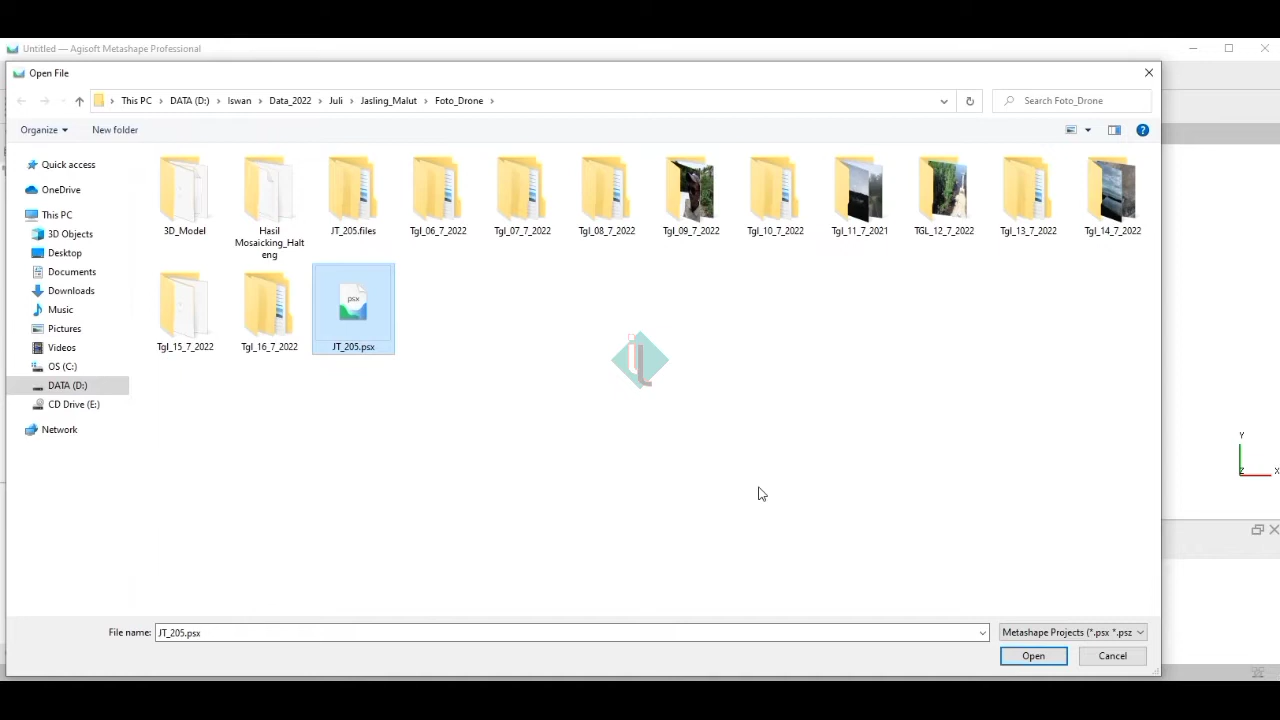 Untitled — Agisoft Metashape Professional
Open File
This PC > DATA (D:) > Iswan > Data_2022 > Juli > Jasling_Malut > Foto_Drone >
Search Foto_Drone
Organize
New folder
Quick access
OneDrive
This PC
3D Objects
Desktop
Documents
Downloads
Music
Pictures
Videos
OS (C:)
DATA (D:)
CD Drive (E:)
Network
3D_Model
Hasil
Mosaicking_Halt
eng
JT_205.files
Tgl_06_7_2022
Tgl_07_7_2022
Tgl_08_7_2022
Tgl_09_7_2022
Tgl_10_7_2022
Tgl_11_7_2021
TGL_12_7_2022
Tgl_13_7_2022
Tgl_14_7_2022
Tgl_15_7_2022
Tgl_16_7_2022
psx
JT_205.psx
Y
Z
X
File name:
JT_205.psx
Metashape Projects (*.psx *.psz
Open
Cancel